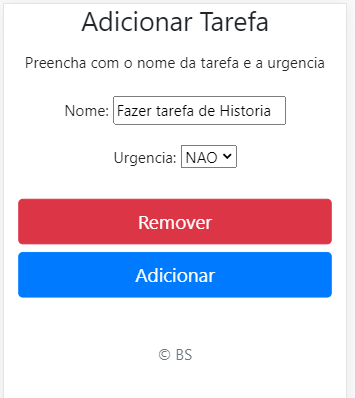 Adicionar Tarefa
Preencha com o nome da tarefa e a urgencia
Nome: Fazer tarefa de Historia
Urgencia: NAO
Remover
Adicionar
© BS